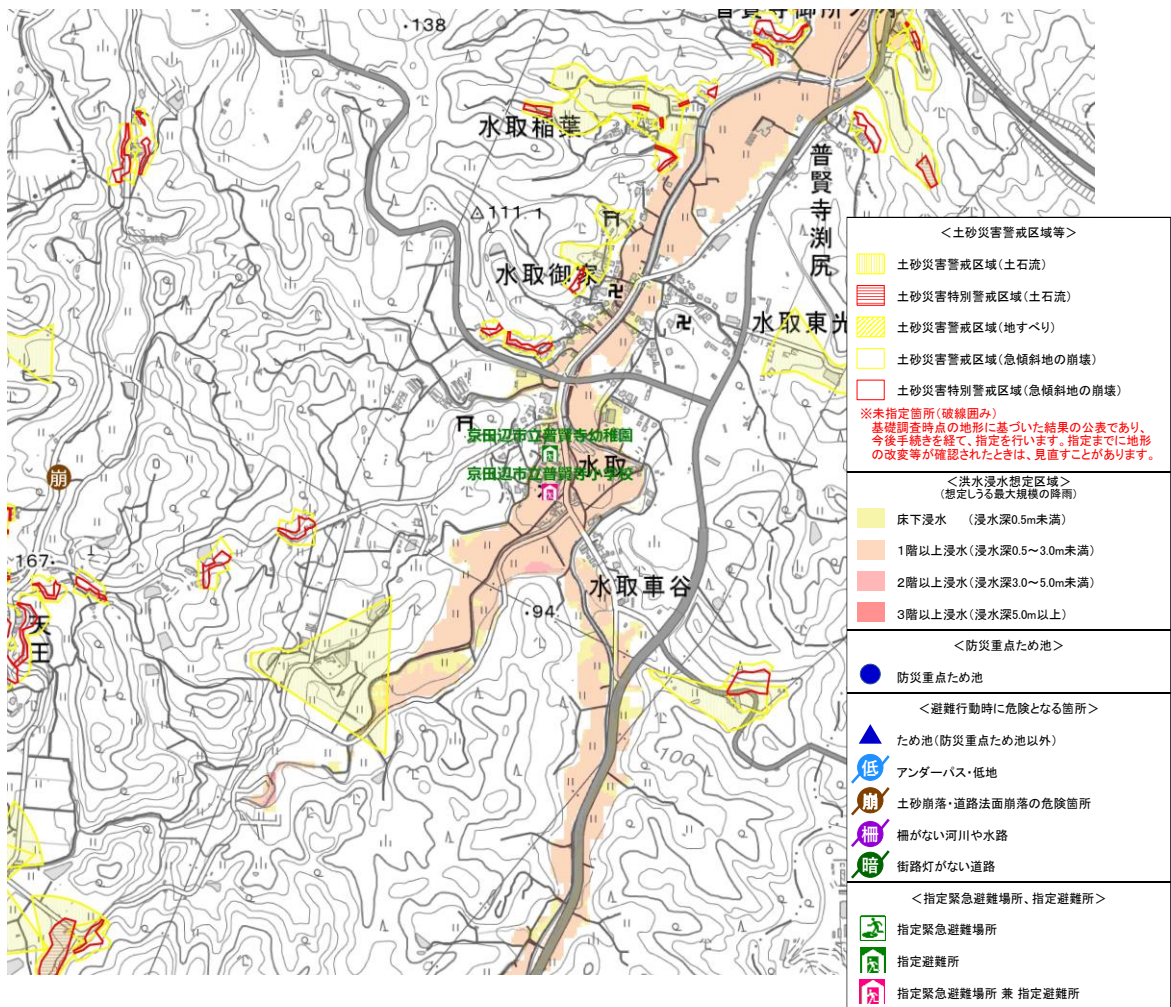 ・138
水取稲葉
普賢寺渕尻
△111.1
水取御家
水取東光
京田辺市立普賢寺幼稚園
水取
京田辺市立普賢寺小学校
崩
水取車谷
167・
・94
天王
100
<土砂災害警戒区域等>
土砂災害警戒区域(土石流)
土砂災害特別警戒区域(土石流)
土砂災害警戒区域(地すべり)
土砂災害警戒区域(急傾斜地の崩壊)
土砂災害特別警戒区域(急傾斜地の崩壊)
※未指定箇所(破線囲み)
基礎調査時点の地形に基づいた結果の公表であり、
今後手続きを経て、指定を行います。指定までに地形
の改変等が確認されたときは、見直すことがあります。
<洪水浸水想定区域>
(想定しうる最大規模の降雨)
床下浸水 (浸水深0.5m未満)
1階以上浸水(浸水深0.5~3.0m未満)
2階以上浸水(浸水深3.0~5.0m未満)
3階以上浸水(浸水深5.0m以上)
<防災重点ため池>
防災重点ため池
<避難行動時に危険となる箇所>
ため池(防災重点ため池以外)
低 アンダーパス・低地
崩 土砂崩落・道路法面崩落の危険箇所
柵 柵がない河川や水路
暗 街路灯がない道路
<指定緊急避難場所、指定避難所>
指定緊急避難場所
指定避難所
指定緊急避難場所 兼 指定避難所